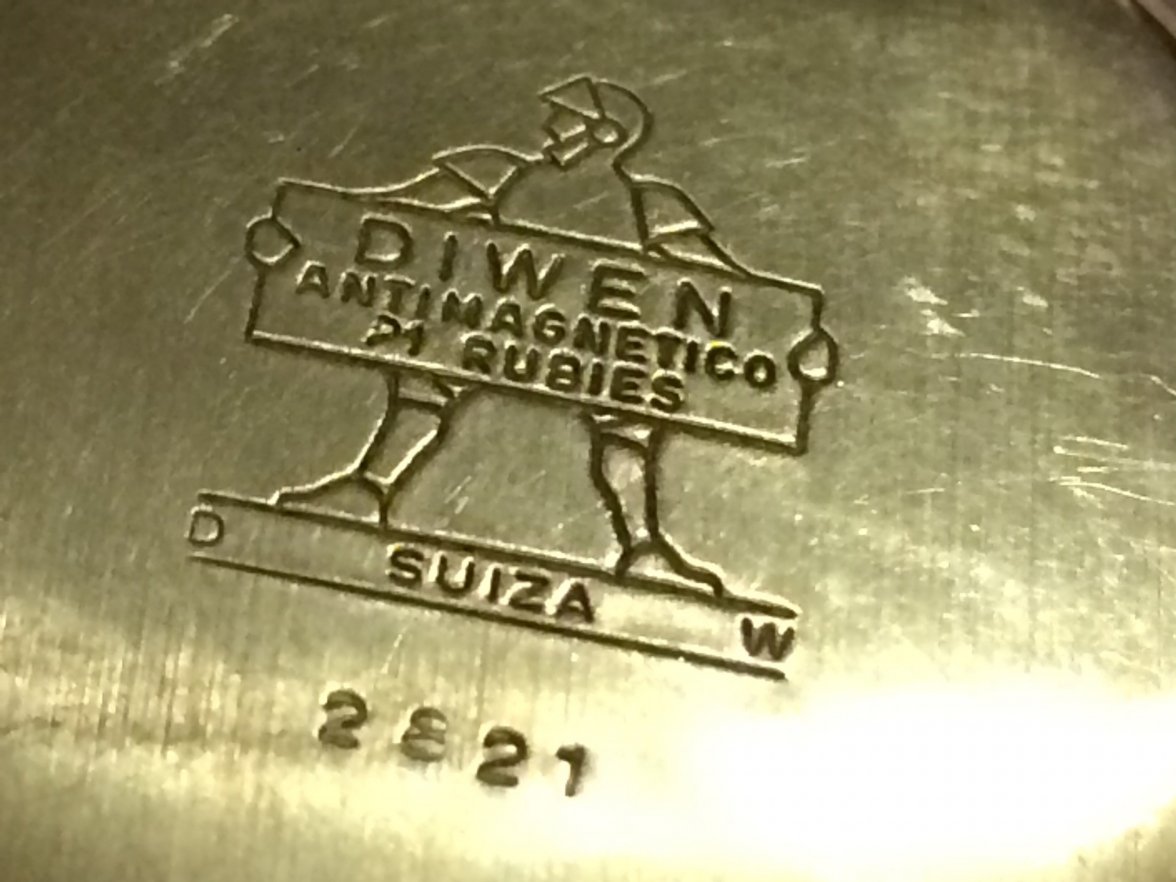 DIWEN
ANTIMAGNETICO
21 RUBIES
D SUIZA W
2821